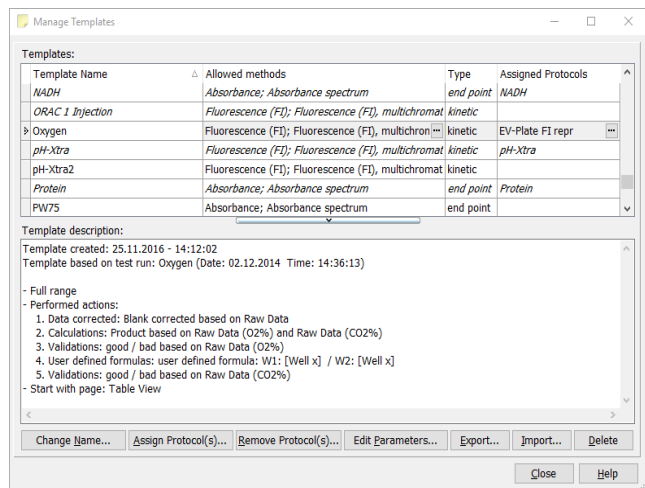 Manage Templates
Templates:
Template Name Allowed methods Type Assigned Protocols
NADH Absorbance; Absorbance spectrum end point NADH
ORAC 1 Injection Fluorescence (FI); Fluorescence (FI), multichromat kinetic
Oxygen Fluorescence (FI); Fluorescence (FI), multichron ... kinetic EV-Plate FI repr ...
pH-Xtra Fluorescence (FI); Fluorescence (FI), multichromat kinetic pH-Xtra
pH-Xtra2 Fluorescence (FI); Fluorescence (FI), multichromat kinetic
Protein Absorbance; Absorbance spectrum end point Protein
PW75 Absorbance; Absorbance spectrum end point
Template description:
Template created: 25.11.2016 - 14:12:02
Template based on test run: Oxygen (Date: 02.12.2014 Time: 14:36:13)
- Full range
- Performed actions:
1. Data corrected: Blank corrected based on Raw Data
2. Calculations: Product based on Raw Data (O2%) and Raw Data (CO2%)
3. Validations: good / bad based on Raw Data (O2%)
4. User defined formulas: user defined formula: W1: [Well x] / W2: [Well x]
5. Validations: good / bad based on Raw Data (CO2%)
- Start with page: Table View
Change Name... Assign Protocol(s)... Remove Protocol(s)... Edit Parameters... Export... Import... Delete
Close Help